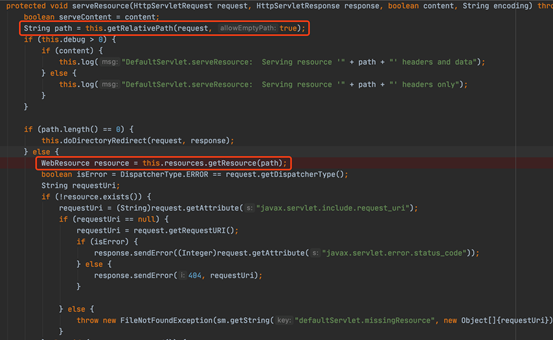 protected void serveResource(HttpServletRequest request, HttpServletResponse response, boolean content, String encoding) thro
boolean serveContent = content;
String path = this.getRelativePath(request, allowEmptyPath: true);
if (this.debug > 0) {
if (content) {
this.log( msg: "DefaultServlet.serveResource:  Serving resource '" + path + "' headers and data");
} else {
this.log( msg: "DefaultServlet.serveResource:  Serving resource '" + path + "' headers only");
}
}
if (path.length() == 0) {
this.doDirectoryRedirect(request, response);
} else {
WebResource resource = this.resources.getResource(path);
boolean isError = DispatcherType.ERROR == request.getDispatcherType();
String requestUri;
if (!resource.exists()) {
requestUri = (String)request.getAttribute( s: "javax.servlet.include.request_uri");
if (requestUri == null) {
requestUri = request.getRequestURI();
if (isError) {
response.sendError((Integer)request.getAttribute( s: "javax.servlet.error.status_code"));
} else {
response.sendError( i: 404, requestUri);
}
} else {
throw new FileNotFoundException(sm.getString( key: "defaultServlet.missingResource", new Object[]{requestUri})
}